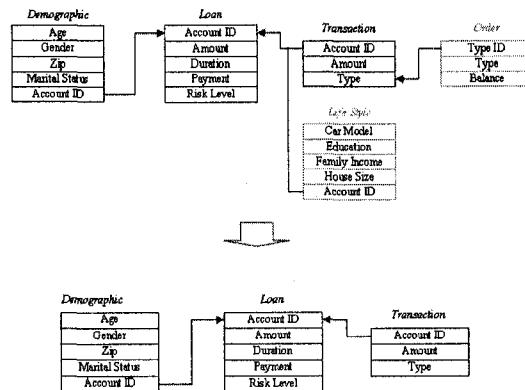 Demographic
Age
Gender
Zip
Marital Status
Account ID
Loan
Account ID
Amount
Duration
Payment
Risk Level
Transaction
Account ID
Amount
Type
Order
Type ID
Type
Balance
Life Style
Car Model
Education
Family Income
House Size
Account ID
Demographic
Age
Gender
Zip
Marital Status
Account ID
Loan
Account ID
Amount
Duration
Payment
Risk Level
Transaction
Account ID
Amount
Type